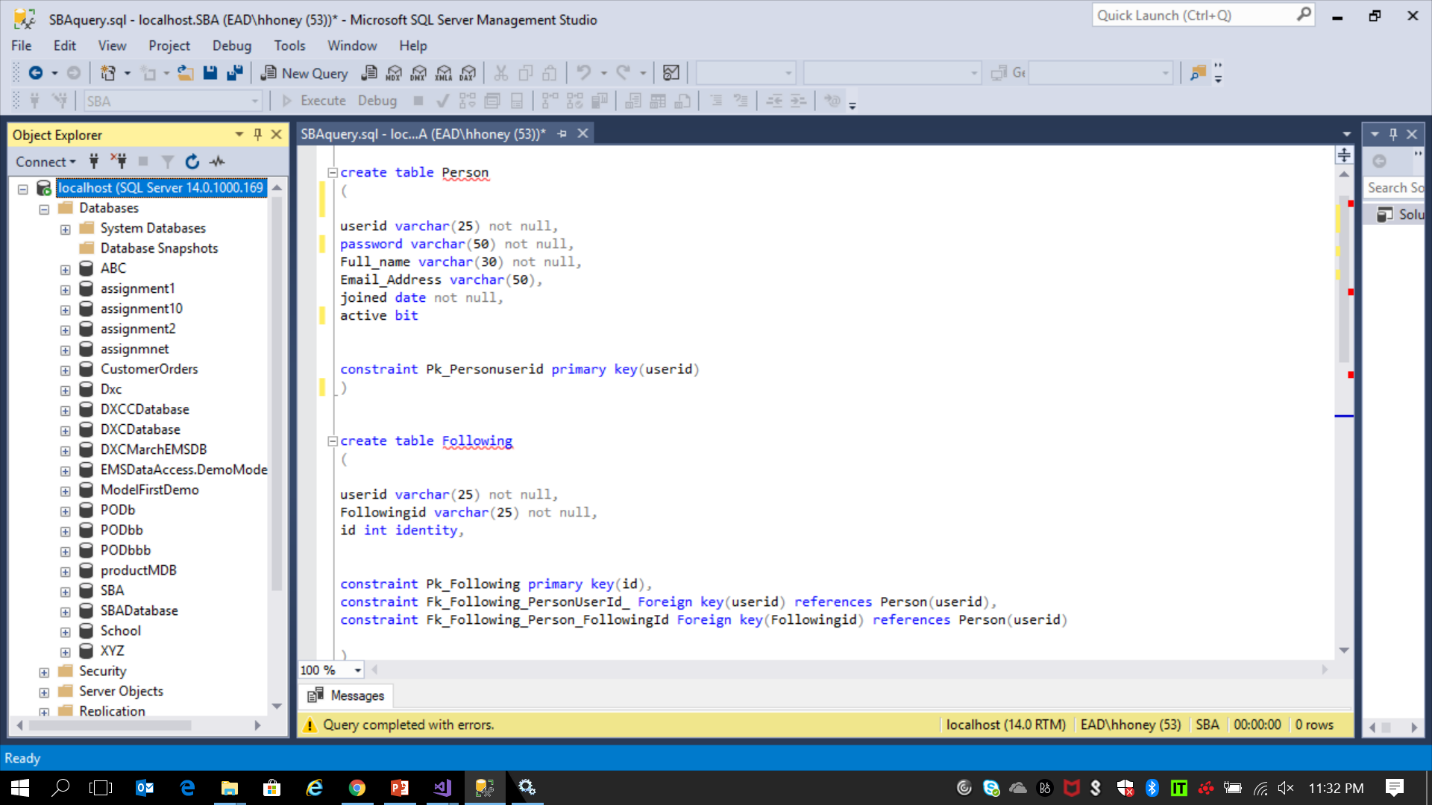 SBAquery.sql - localhost.SBA (EAD\hhoney (53))* - Microsoft SQL Server Management Studio
Quick Launch (Ctrl+Q)
File Edit View Project Debug Tools Window Help
New Query MDX DMX XMLA DAX Ge
SBA Execute Debug
Object Explorer
SBAquery.sql - loc...A (EAD\hhoney (53))*
Connect
Search So
Solu
localhost (SQL Server 14.0.1000.169
Databases
System Databases
Database Snapshots
ABC
assignment1
assignment10
assignment2
assignmnet
CustomerOrders
Dxc
DXCCDatabase
DXCDatabase
DXCMarchEMSDB
EMSDataAccess.DemoMode
ModelFirstDemo
PODb
PODbb
PODbbb
productMDB
SBA
SBADatabase
School
XYZ
Security
Server Objects
Replication
create table Person
(
userid varchar(25) not null,
password varchar(50) not null,
Full_name varchar(30) not null,
Email_Address varchar(50),
joined date not null,
active bit
constraint Pk_Personuserid primary key(userid)
)
create table Following
(
userid varchar(25) not null,
Followingid varchar(25) not null,
id int identity,
constraint Pk_Following primary key(id),
constraint Fk_Following_PersonUserId_ Foreign key(userid) references Person(userid),
constraint Fk_Following_Person_FollowingId Foreign key(Followingid) references Person(userid)
)
100 %
Messages
Query completed with errors.
localhost (14.0 RTM) EAD\hhoney (53) SBA 00:00:00 0 rows
Ready
11:32 PM